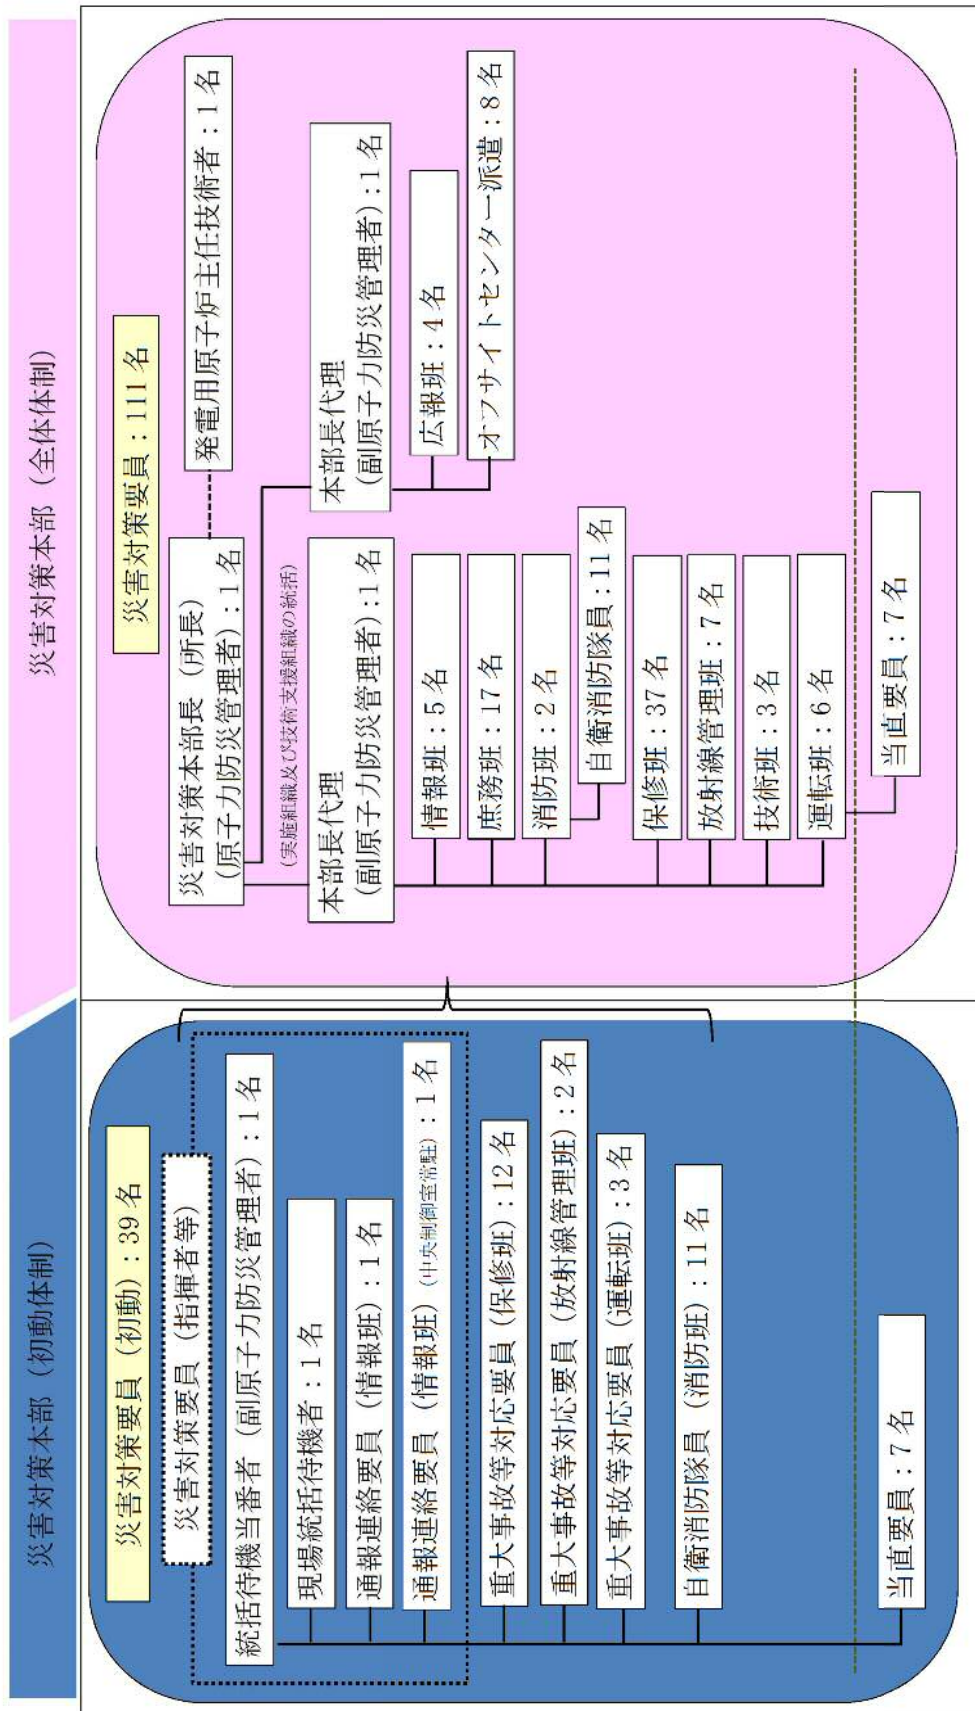 災害対策本部（初動体制）
災害対策要員（初動）：39名
災害対策要員（指揮者等）
統括待機当番者（副原子力防災管理者）：1名
現場統括待機者：1名
通報連絡要員（情報班）：1名
通報連絡要員（情報班）（中央制御室常駐）：1名
重大事故等対応要員（保修班）：12名
重大事故等対応要員（放射線管理班）：2名
重大事故等対応要員（運転班）：3名
自衛消防隊員（消防班）：11名
当直要員：7名
災害対策本部（全体体制）
災害対策要員：111名
災害対策本部長（所長）
（原子力防災管理者）：1名
発電用原子炉主任技術者：1名
（実施組織及び技術支援組織の統括）
本部長代理
（副原子力防災管理者）：1名
情報班：5名
庶務班：17名
消防班：2名
自衛消防隊員：11名
保修班：37名
放射線管理班：7名
技術班：3名
運転班：6名
当直要員：7名
本部長代理
（副原子力防災管理者）：1名
広報班：4名
オフサイトセンター派遣：8名